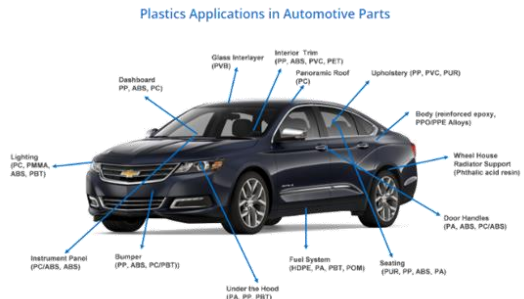 Plastics Applications in Automotive Parts
Glass Interlayer
(PVB)
Interior Trim
(PP, ABS, PVC, PET)
Panoramic Roof
(PC)
Upholstery (PP, PVC, PUR)
Dashboard
PP, ABS, PC)
Body (reinforced epoxy,
PPO/PPE Alloys)
Lighting
(PC, PMMA,
ABS, PBT)
Wheel House
Radiator Support
(Phthalic acid resin)
Door Handles
(PA, ABS, PC/ABS)
Instrument Panel
(PC/ABS, ABS)
Bumper
(PP, ABS, PC/PBT))
Fuel System
(HDPE, PA, PBT, POM)
Seating
(PUR, PP, ABS, PA)
Under the Hood
(PA, PP, PBT)